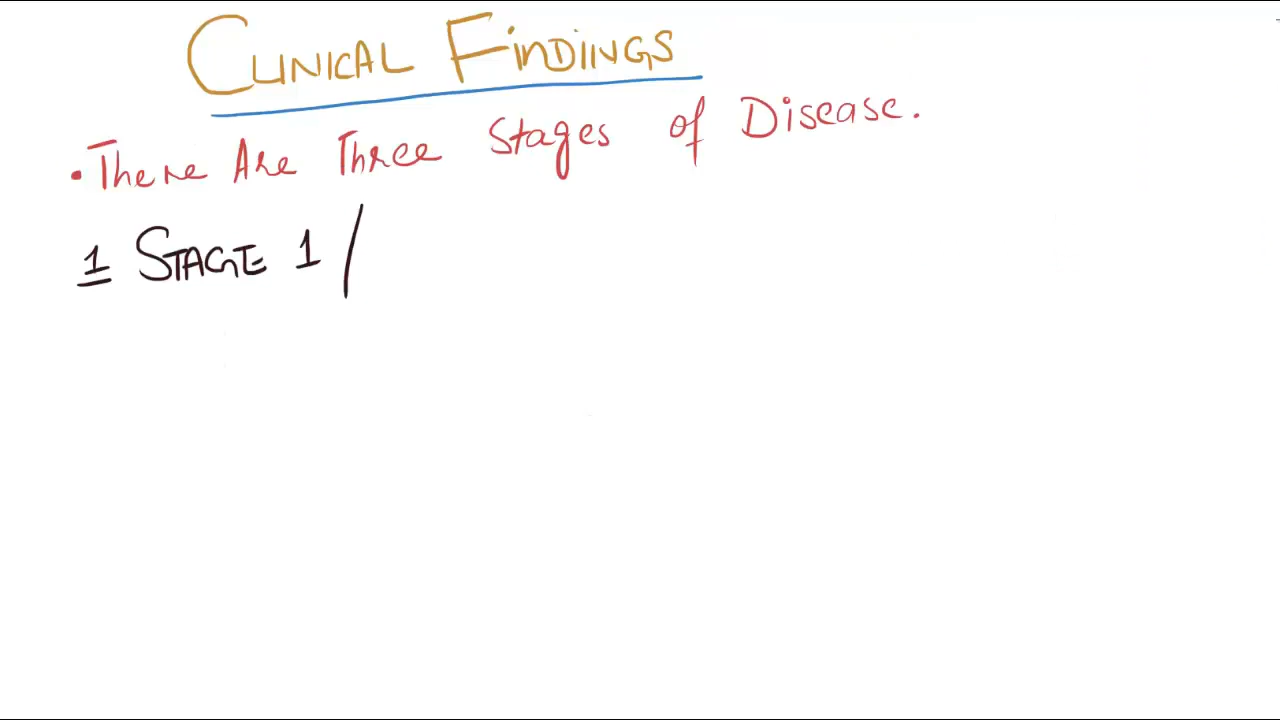 CLINICAL FINDINGS
• There Are Three Stages of Disease.
1 STAGE 1 /